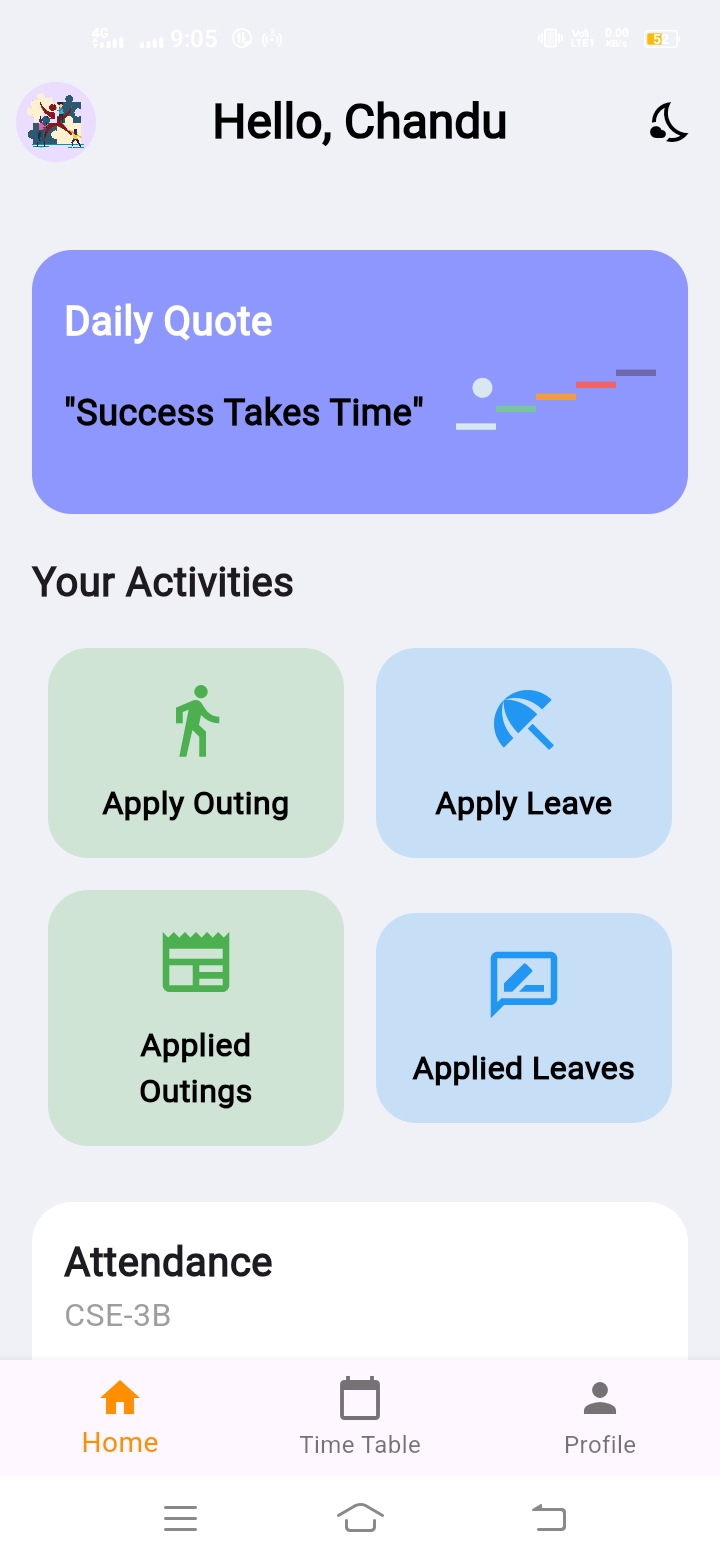 4G 9:05 Vo)) LTE1 0.00 KB/s 52
Hello, Chandu
Daily Quote
"Success Takes Time"
Your Activities
Apply Outing
Apply Leave
Applied
Outings
Applied Leaves
Attendance
CSE-3B
Home
Time Table
Profile